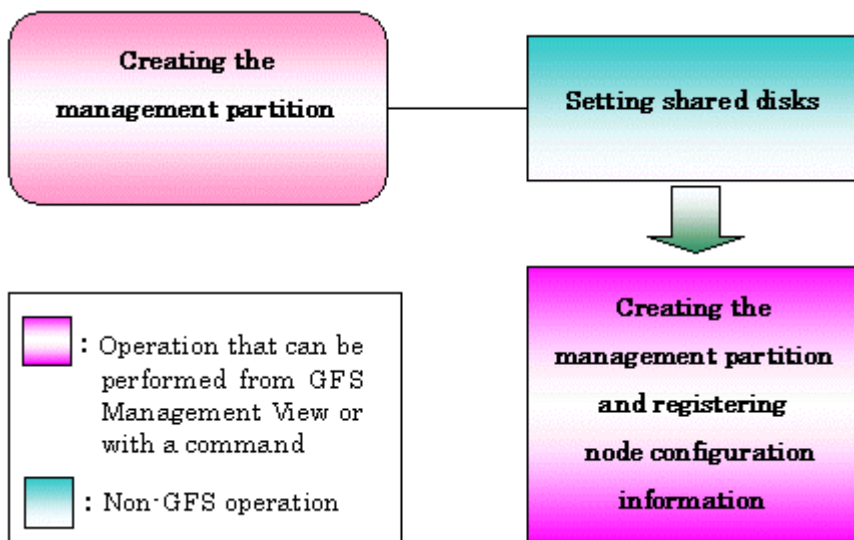 Creating the
management partition
Setting shared disks
Creating the
management partition
and registering
node configuration
information
: Operation that can be
performed from GFS
Management View or
with a command
: Non-GFS operation